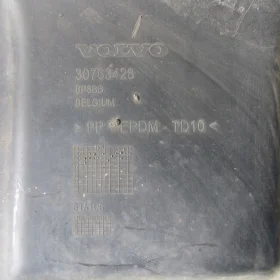 VOLVO
30763428
BELGIUM
> PP + EPDM - TD10 <